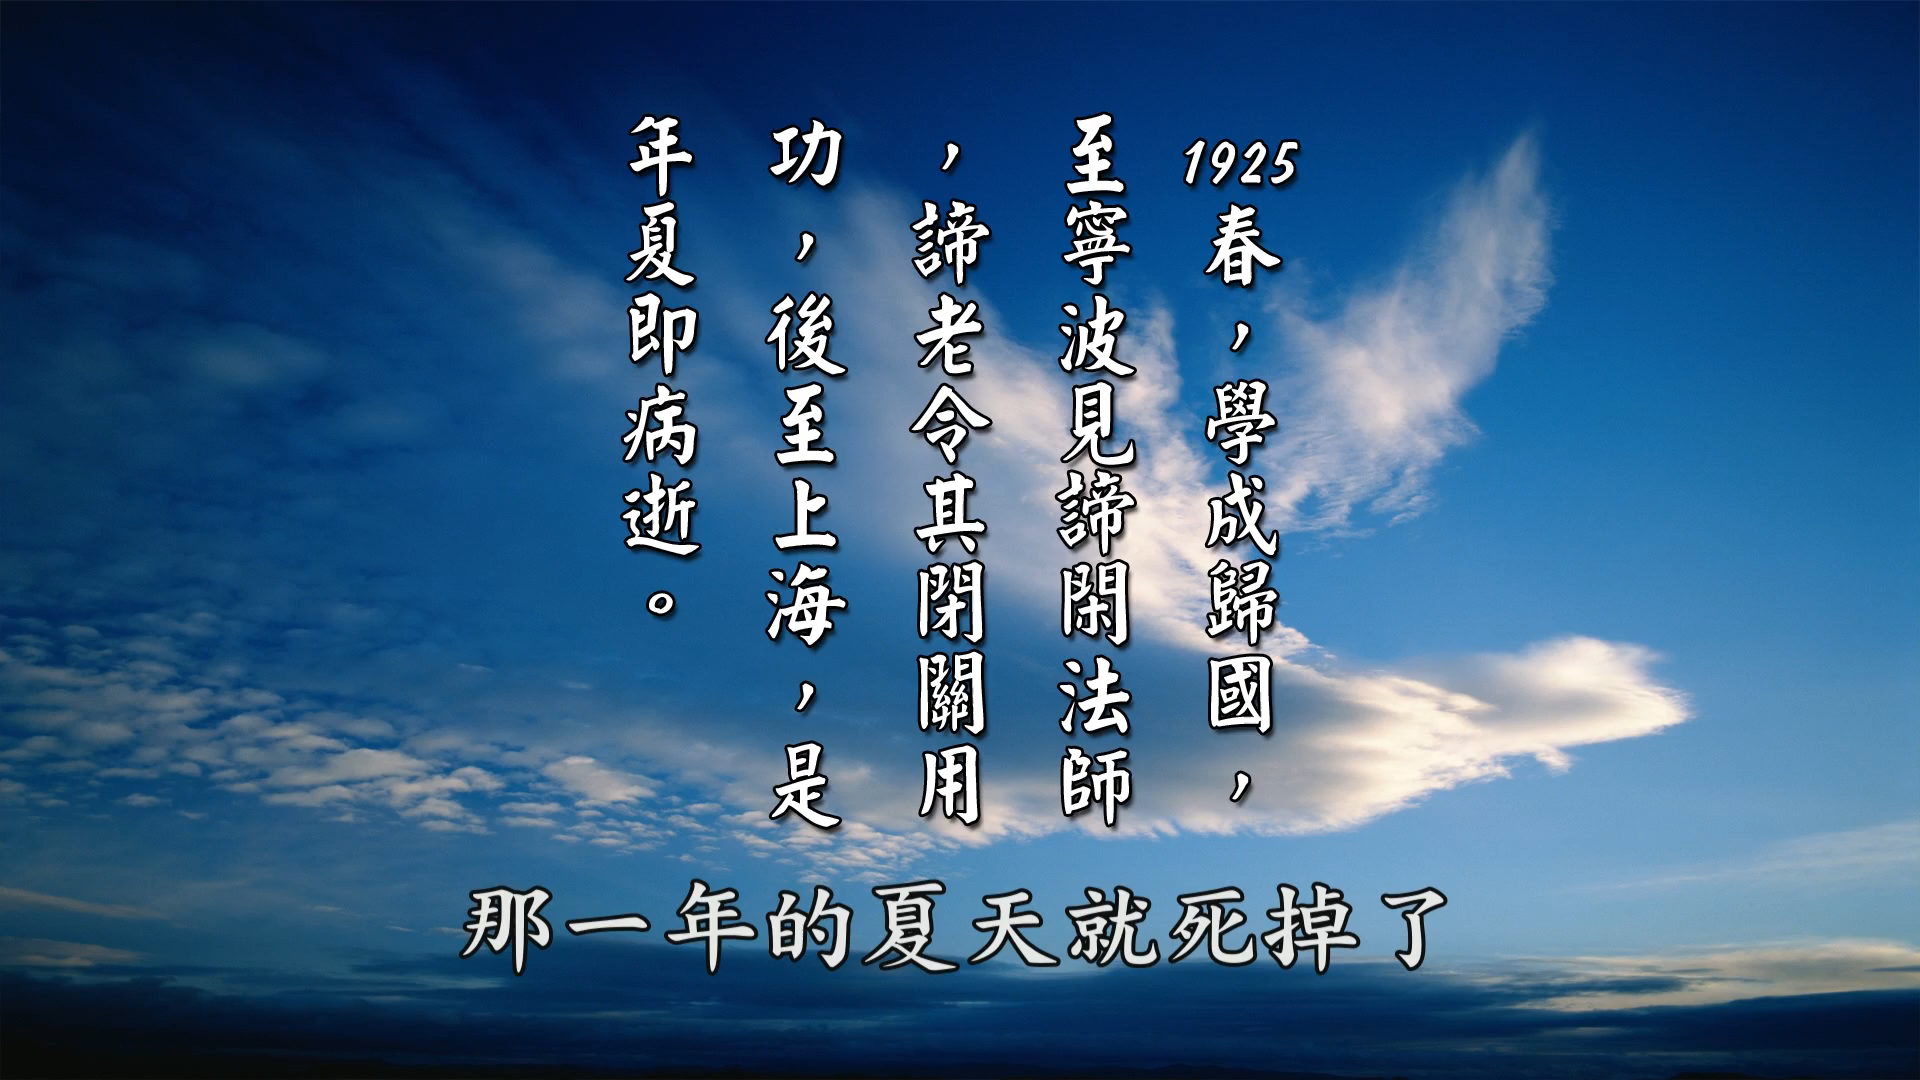 1925春，學成歸國，
至寧波見諦閑法師
，諦老令其閉關用
功，後至上海，是
年夏即病逝。
那一年的夏天就死掉了